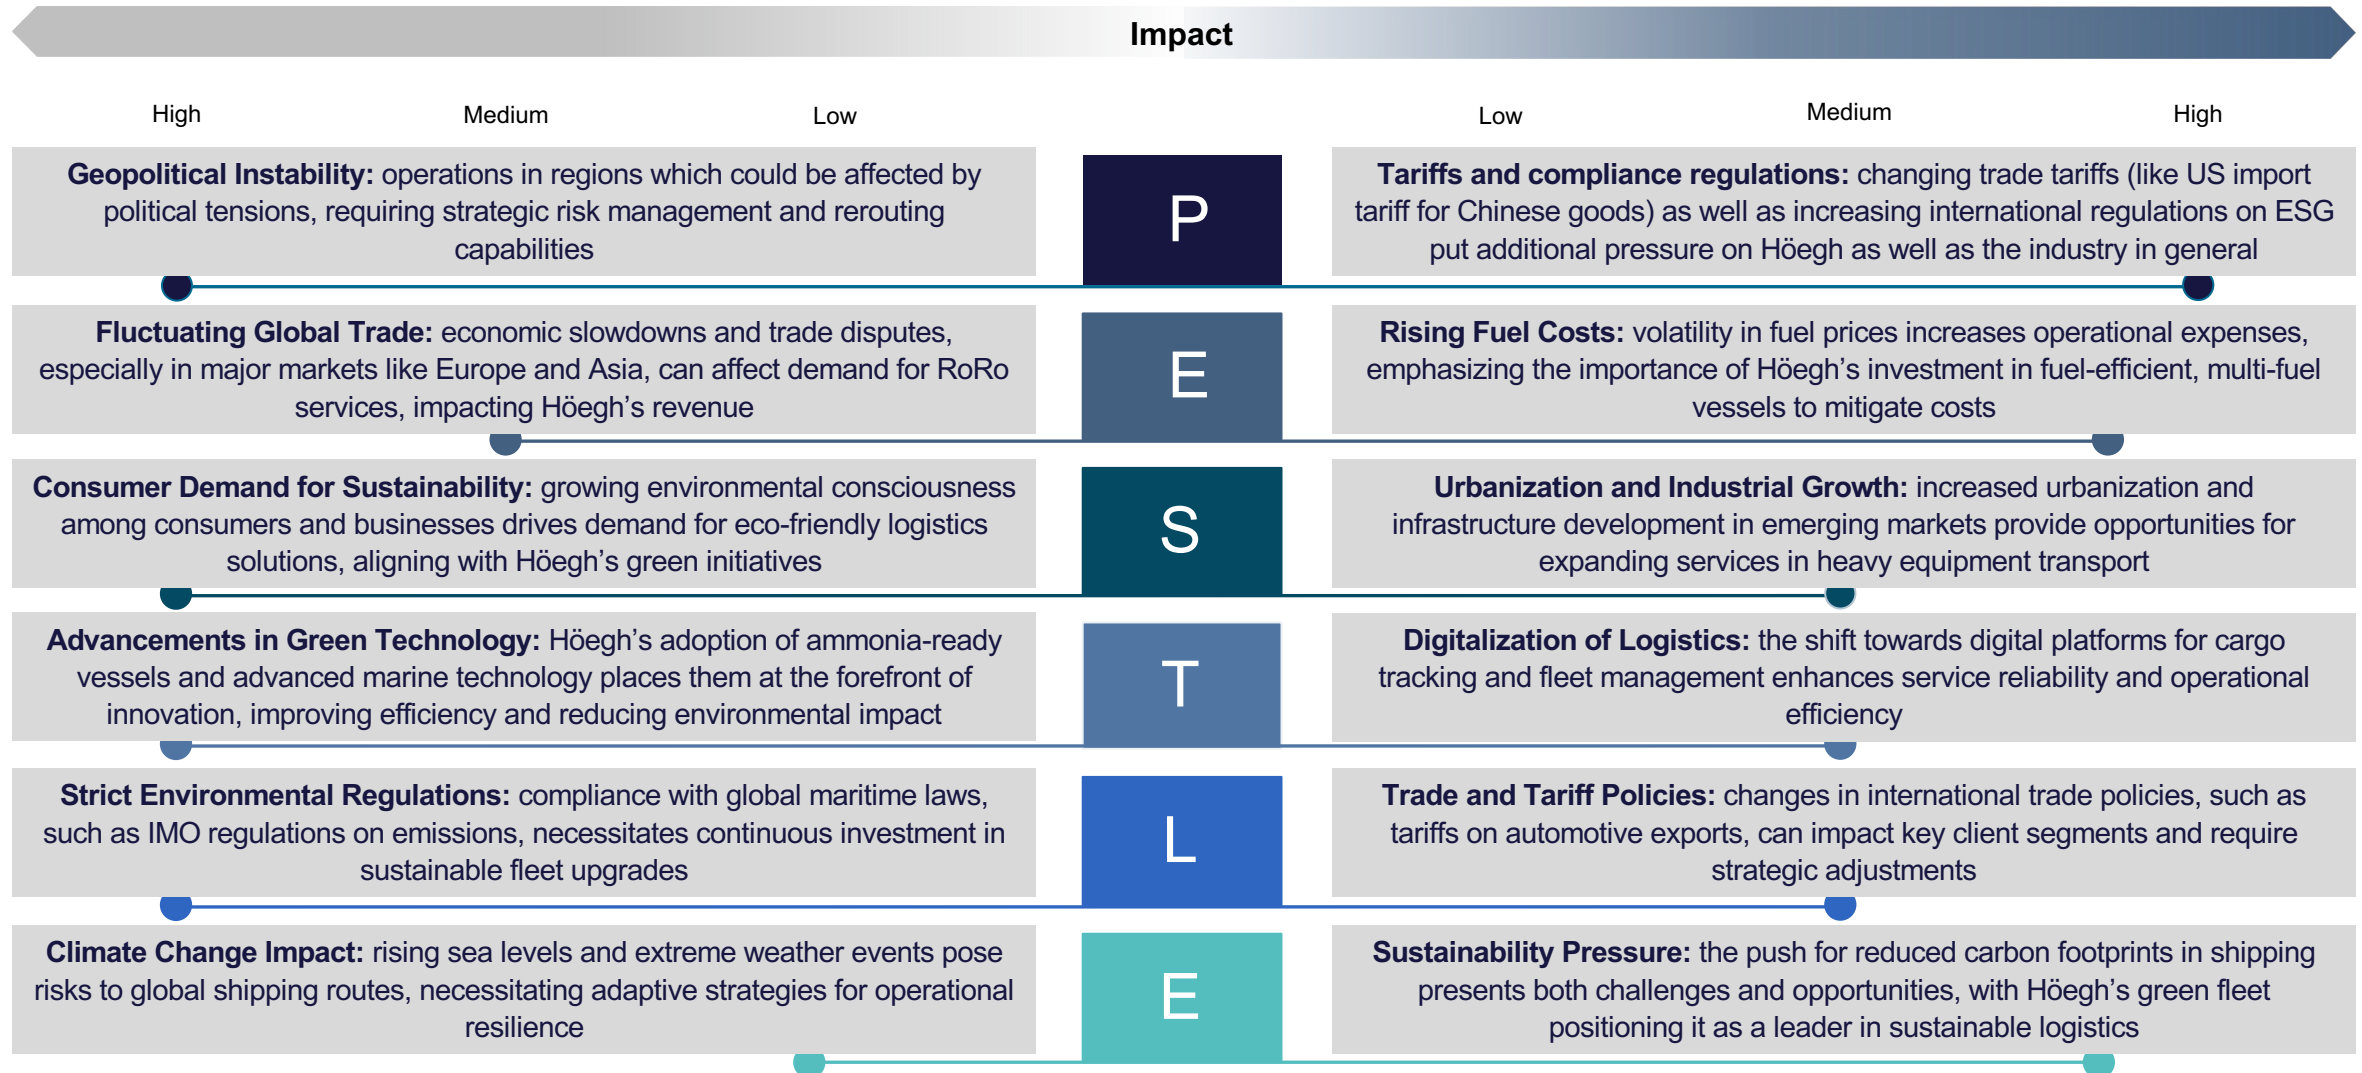 Impact
High
Medium
Low
Low
Medium
High
Geopolitical Instability: operations in regions which could be affected by
political tensions, requiring strategic risk management and rerouting
capabilities
P
Tariffs and compliance regulations: changing trade tariffs (like US import
tariff for Chinese goods) as well as increasing international regulations on ESG
put additional pressure on Höegh as well as the industry in general
Fluctuating Global Trade: economic slowdowns and trade disputes,
especially in major markets like Europe and Asia, can affect demand for RoRo
services, impacting Höegh’s revenue
E
Rising Fuel Costs: volatility in fuel prices increases operational expenses,
emphasizing the importance of Höegh’s investment in fuel-efficient, multi-fuel
vessels to mitigate costs
Consumer Demand for Sustainability: growing environmental consciousness
among consumers and businesses drives demand for eco-friendly logistics
solutions, aligning with Höegh’s green initiatives
S
Urbanization and Industrial Growth: increased urbanization and
infrastructure development in emerging markets provide opportunities for
expanding services in heavy equipment transport
Advancements in Green Technology: Höegh’s adoption of ammonia-ready
vessels and advanced marine technology places them at the forefront of
innovation, improving efficiency and reducing environmental impact
T
Digitalization of Logistics: the shift towards digital platforms for cargo
tracking and fleet management enhances service reliability and operational
efficiency
Strict Environmental Regulations: compliance with global maritime laws,
such as IMO regulations on emissions, necessitates continuous investment in
sustainable fleet upgrades
L
Trade and Tariff Policies: changes in international trade policies, such as
tariffs on automotive exports, can impact key client segments and require
strategic adjustments
Climate Change Impact: rising sea levels and extreme weather events pose
risks to global shipping routes, necessitating adaptive strategies for operational
resilience
E
Sustainability Pressure: the push for reduced carbon footprints in shipping
presents both challenges and opportunities, with Höegh’s green fleet
positioning it as a leader in sustainable logistics